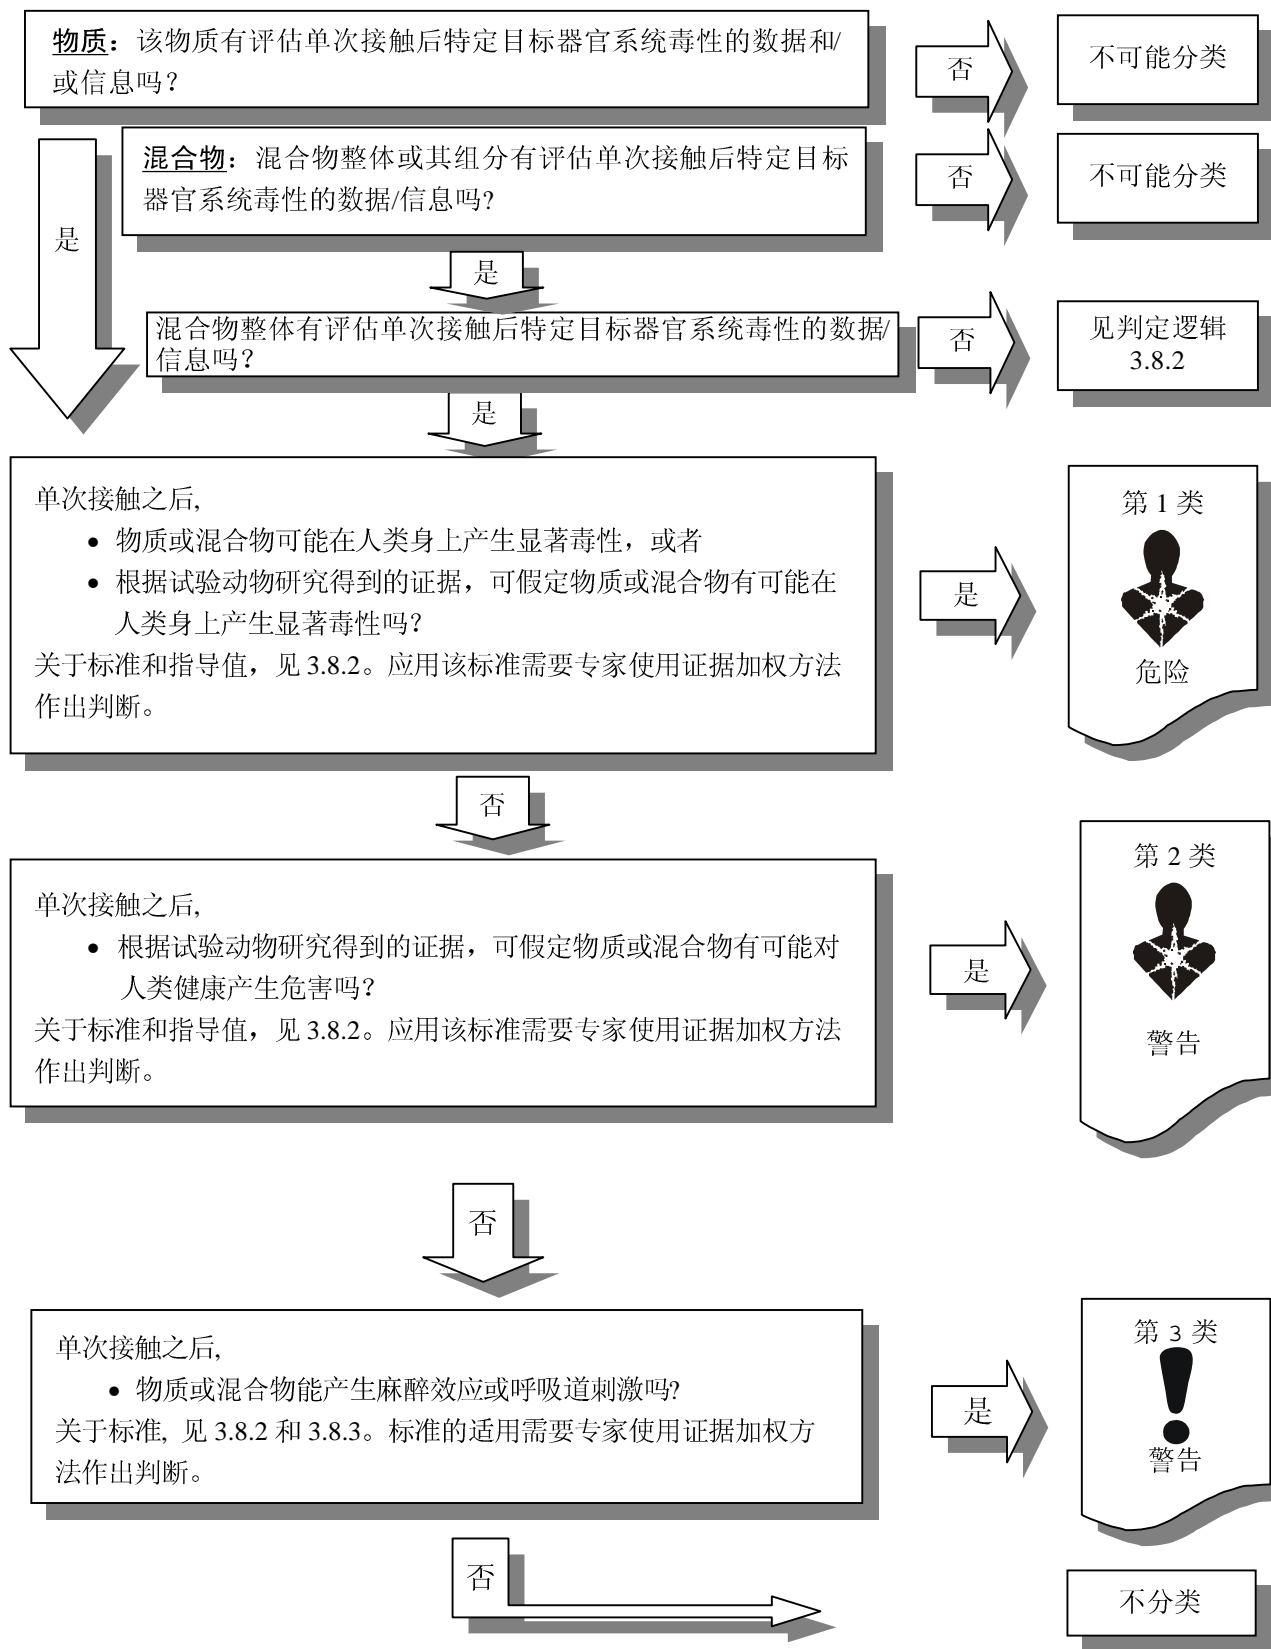 物质：该物质有评估单次接触后特定目标器官系统毒性的数据和/
或信息吗？
否
不可能分类
混合物：混合物整体或其组分有评估单次接触后特定目标
器官系统毒性的数据/信息吗?
否
不可能分类
是
是
混合物整体有评估单次接触后特定目标器官系统毒性的数据/
信息吗？
否
见判定逻辑
3.8.2
是
单次接触之后,
• 物质或混合物可能在人类身上产生显著毒性，或者
• 根据试验动物研究得到的证据，可假定物质或混合物有可能在
人类身上产生显著毒性吗？
关于标准和指导值，见 3.8.2。应用该标准需要专家使用证据加权方法
作出判断。
是
第 1 类
危险
否
单次接触之后,
• 根据试验动物研究得到的证据，可假定物质或混合物有可能对
人类健康产生危害吗？
关于标准和指导值，见 3.8.2。应用该标准需要专家使用证据加权方法
作出判断。
是
第 2 类
警告
否
单次接触之后,
• 物质或混合物能产生麻醉效应或呼吸道刺激吗?
关于标准, 见 3.8.2 和 3.8.3。标准的适用需要专家使用证据加权方
法作出判断。
是
第 3 类
警告
否
不分类